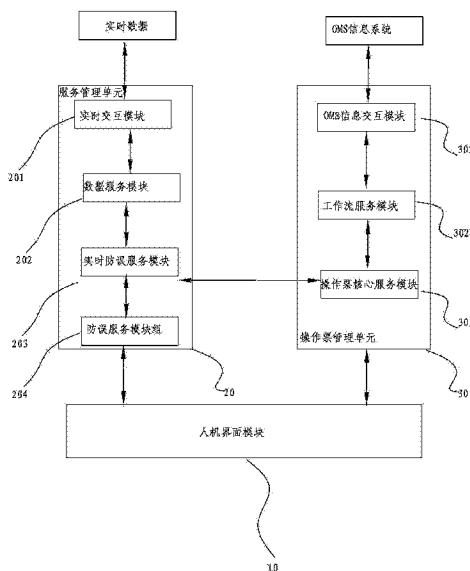 实时数据
OMS信息系统
服务管理单元
实时交互模块
OMS信息交互模块
201
数据服务模块
工作流服务模块
302
202
实时防误服务模块
操作票核心服务模块
203
防误服务模块组
操作票管理单元
204
20
30
人机界面模块
10